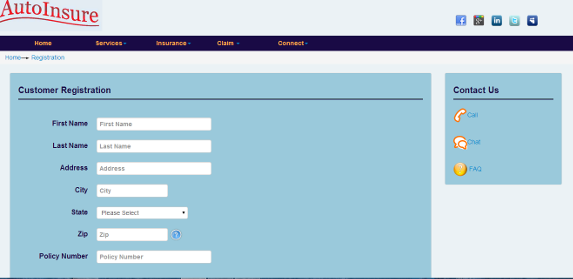 AutoInsure
Home Services Insurance Claim Connect
Home Registration
Customer Registration
First Name First Name
Last Name Last Name
Address Address
City City
State Please Select
Zip Zip
Policy Number Policy Number
Contact Us
Call
Chat
FAQ